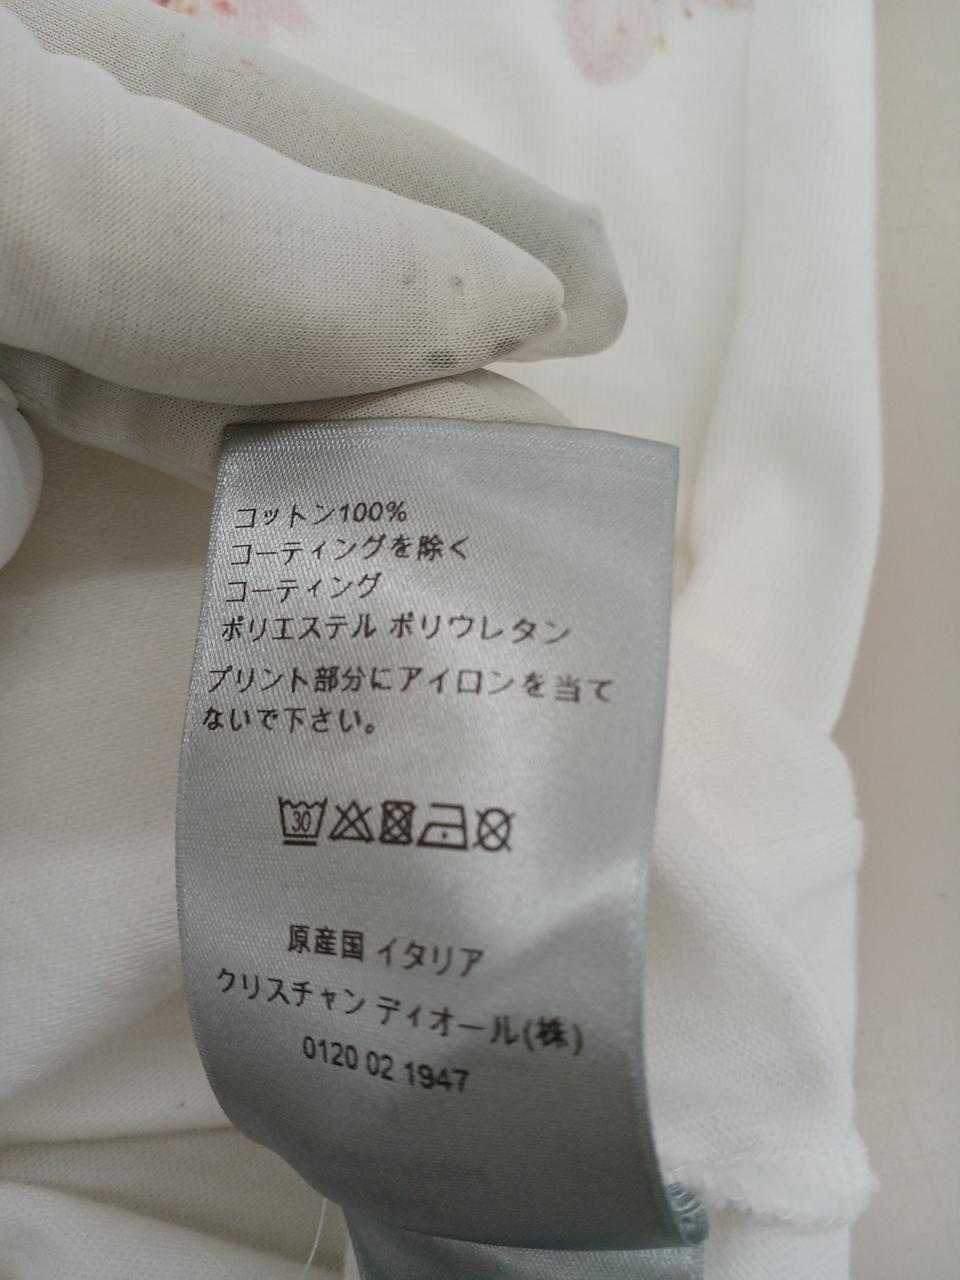 コットン100%
コーティングを除く
コーティング
ポリエステル ポリウレタン
プリント部分にアイロンを当て
ないで下さい。
30
原産国 イタリア
クリスチャン ディオール(株)
0120 02 1947